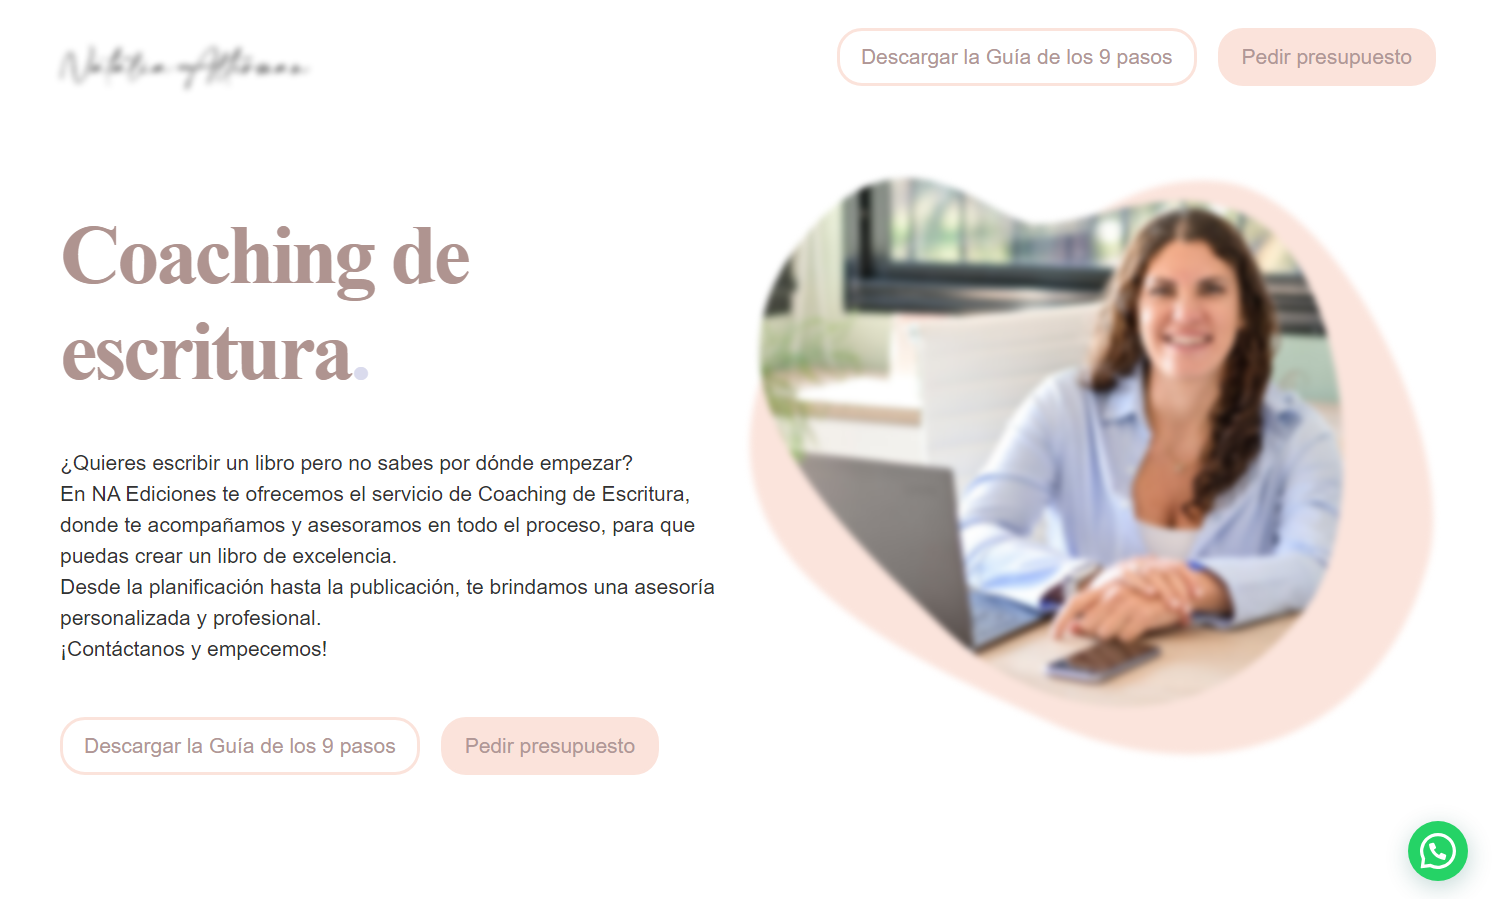 Descargar la Guía de los 9 pasos
Pedir presupuesto
Coaching de
escritura.
¿Quieres escribir un libro pero no sabes por dónde empezar?
En NA Ediciones te ofrecemos el servicio de Coaching de Escritura,
donde te acompañamos y asesoramos en todo el proceso, para que
puedas crear un libro de excelencia.
Desde la planificación hasta la publicación, te brindamos una asesoría
personalizada y profesional.
¡Contáctanos y empecemos!
Descargar la Guía de los 9 pasos
Pedir presupuesto